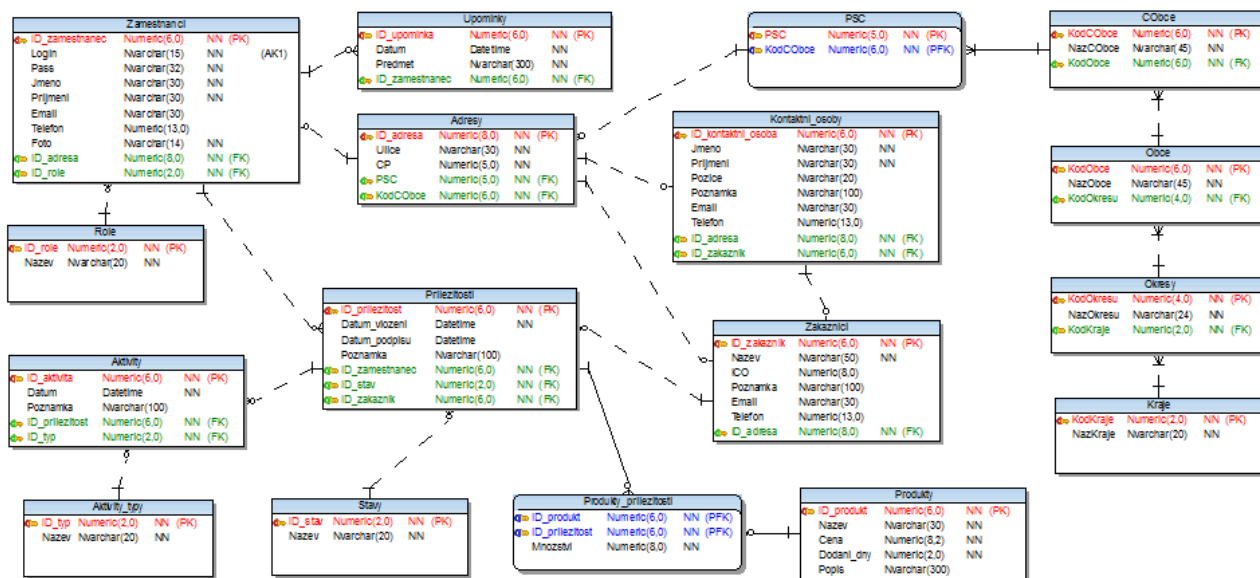 Zamestnanci
ID_zamestnanec Numeric(6,0) NN (PK)
Login Nvarchar(15) NN (AK1)
Pass Nvarchar(32) NN
Jmeno Nvarchar(30) NN
Prijmeni Nvarchar(30) NN
Email Nvarchar(30)
Telefon Numeric(13,0)
Foto Nvarchar(14) NN
ID_adresa Numeric(8,0) NN (FK)
ID_role Numeric(2,0) NN (FK)
Upominky
ID_upominka Numeric(6,0) NN (PK)
Datum Datetime NN
Predmet Nvarchar(300) NN
ID_zamestnanec Numeric(6,0) NN (FK)
PSC
PSC Numeric(5,0) NN (PK)
KodCObce Numeric(6,0) NN (PFK)
CObce
KodCObce Numeric(6,0) NN (PK)
NazCObce Nvarchar(45) NN
KodObce Numeric(6,0) NN (FK)
Adresy
ID_adresa Numeric(8,0) NN (PK)
Ulice Nvarchar(30) NN
CP Numeric(5,0) NN
PSC Numeric(5,0) NN (FK)
KodCObce Numeric(6,0) NN (FK)
Kontaktni_osoby
ID_kontaktni_osoba Numeric(6,0) NN (PK)
Jmeno Nvarchar(30) NN
Prijmeni Nvarchar(30) NN
Pozice Nvarchar(20)
Poznamka Nvarchar(100)
Email Nvarchar(30)
Telefon Numeric(13,0)
ID_adresa Numeric(8,0) NN (FK)
ID_zakaznik Numeric(6,0) NN (FK)
Obce
KodObce Numeric(6,0) NN (PK)
NazObce Nvarchar(45) NN
KodOkresu Numeric(4,0) NN (FK)
Role
ID_role Numeric(2,0) NN (PK)
Nazev Nvarchar(20) NN
Prilezitosti
ID_prilezitost Numeric(6,0) NN (PK)
Datum_vlozeni Datetime NN
Datum_podpisu Datetime
Poznamka Nvarchar(100)
ID_zamestnanec Numeric(6,0) NN (FK)
ID_stav Numeric(2,0) NN (FK)
ID_zakaznik Numeric(6,0) NN (FK)
Okresy
KodOkresu Numeric(4,0) NN (PK)
NazOkresu Nvarchar(24) NN
KodKraje Numeric(2,0) NN (FK)
Zakaznici
ID_zakaznik Numeric(6,0) NN (PK)
Nazev Nvarchar(50) NN
ICO Numeric(8,0)
Poznamka Nvarchar(100)
Email Nvarchar(30)
Telefon Numeric(13,0)
ID_adresa Numeric(8,0) NN (FK)
Aktivity
ID_aktivita Numeric(6,0) NN (PK)
Datum Datetime NN
Poznamka Nvarchar(100)
ID_prilezitost Numeric(6,0) NN (FK)
ID_typ Numeric(2,0) NN (FK)
Kraje
KodKraje Numeric(2,0) NN (PK)
NazKraje Nvarchar(20) NN
Aktivity_typy
ID_typ Numeric(2,0) NN (PK)
Nazev Nvarchar(20) NN
Stavy
ID_stav Numeric(2,0) NN (PK)
Nazev Nvarchar(20) NN
Produkty_prilezitosti
ID_produkt Numeric(6,0) NN (PFK)
ID_prilezitost Numeric(6,0) NN (PFK)
Mnozstvi Numeric(8,0) NN
Produkty
ID_produkt Numeric(6,0) NN (PK)
Nazev Nvarchar(30) NN
Cena Numeric(8,2) NN
Dodani_dny Numeric(2,0) NN
Popis Nvarchar(300)